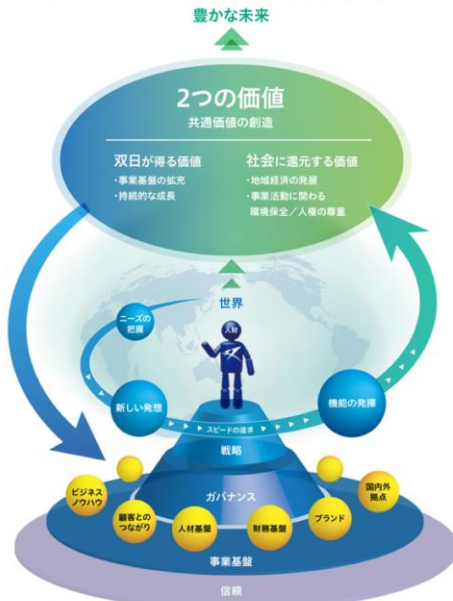 豊かな未来
2つの価値
共通価値の創造
双日が得る価値
・事業基盤の拡充
・持続的な成長
社会に還元する価値
・地域経済の発展
・事業活動に関わる
環境保全/人権の尊重
世界
ニーズの
把握
人財
新しい発想
機能の発揮
スピードの追求
戦略
ガバナンス
ビジネス
ノウハウ
顧客との
つながり
人材基盤
財務基盤
ブランド
国内外
拠点
事業基盤
信頼